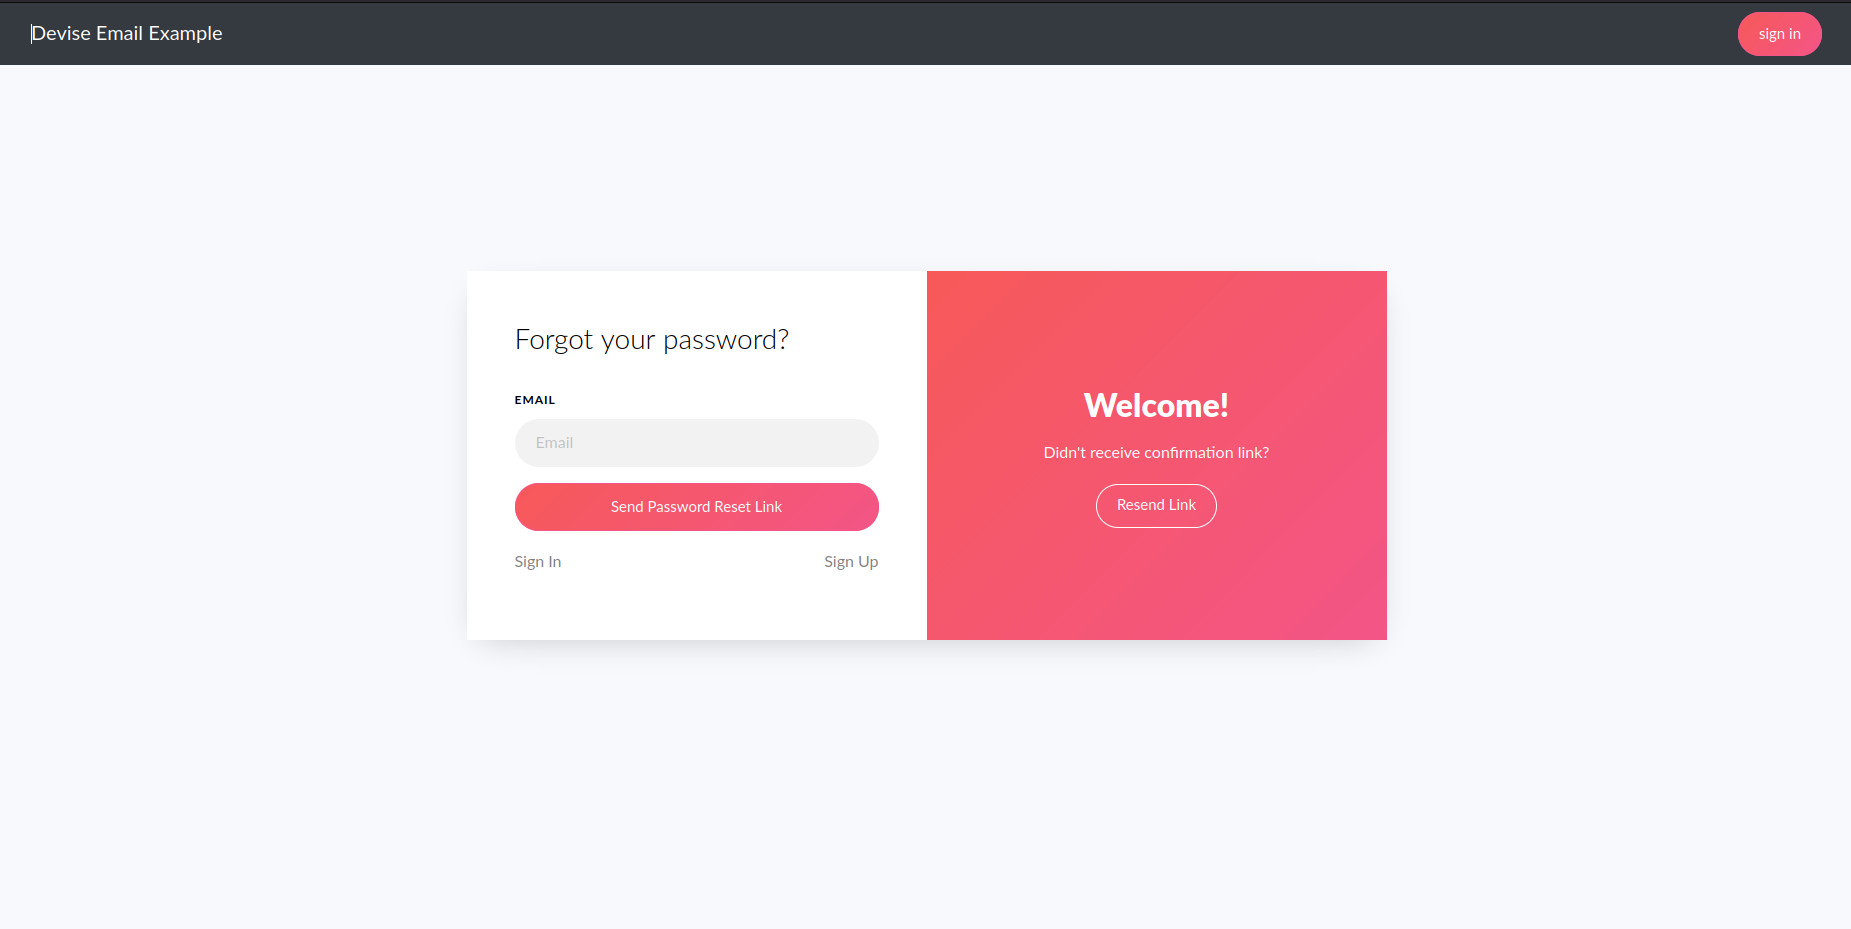 Devise Email Example
sign in
Forgot your password?
EMAIL
Email
Send Password Reset Link
Sign In
Sign Up
Welcome!
Didn't receive confirmation link?
Resend Link